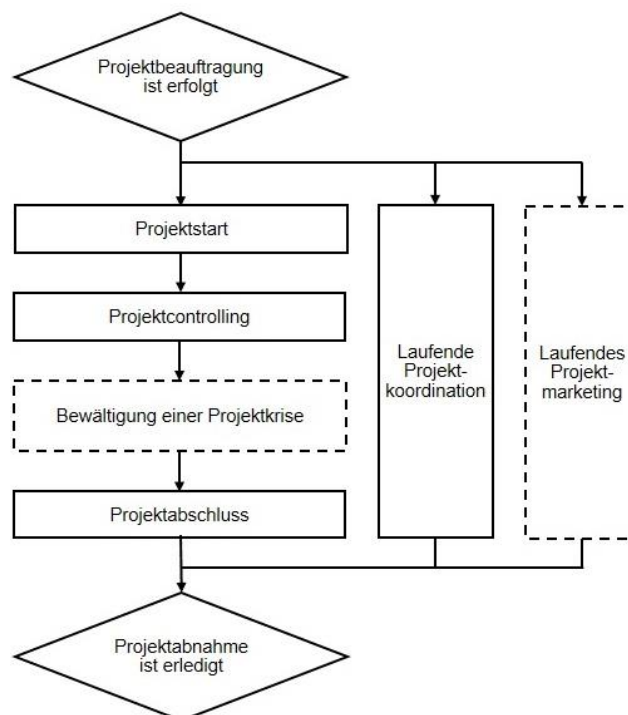 Projektbeauftragung
ist erfolgt
Projektstart
Projektcontrolling
Bewältigung einer Projektkrise
Projektabschluss
Laufende
Projekt-
koordination
Laufendes
Projekt-
marketing
Projektabnahme
ist erledigt